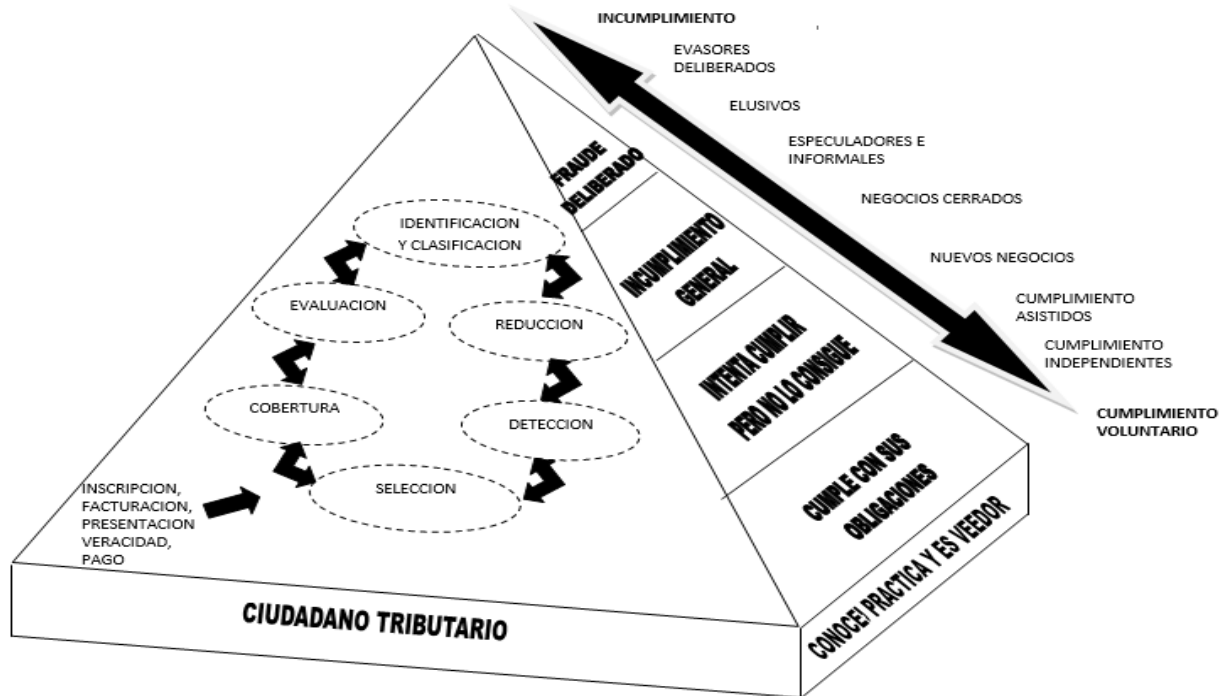 INCUMPLIMIENTO
EVASORES
DELIBERADOS
ELUSIVOS
ESPECULADORES E
INFORMALES
NEGOCIOS CERRADOS
NUEVOS NEGOCIOS
CUMPLIMIENTO
ASISTIDOS
CUMPLIMIENTO
INDEPENDIENTES
CUMPLIMIENTO
VOLUNTARIO
FRAUDE
DELIBERADO
INCUMPLIMIENTO
GENERAL
INTENTA CUMPLIR
PERO NO LO CONSIGUE
CUMPLE CON SUS
OBLIGACIONES
IDENTIFICACION
Y CLASIFICACION
EVALUACION
REDUCCION
COBERTURA
DETECCION
SELECCION
INSCRIPCION,
FACTURACION,
PRESENTACION
VERACIDAD,
PAGO
CIUDADANO TRIBUTARIO
CONOCE/ PRACTICA Y ES VEEDOR